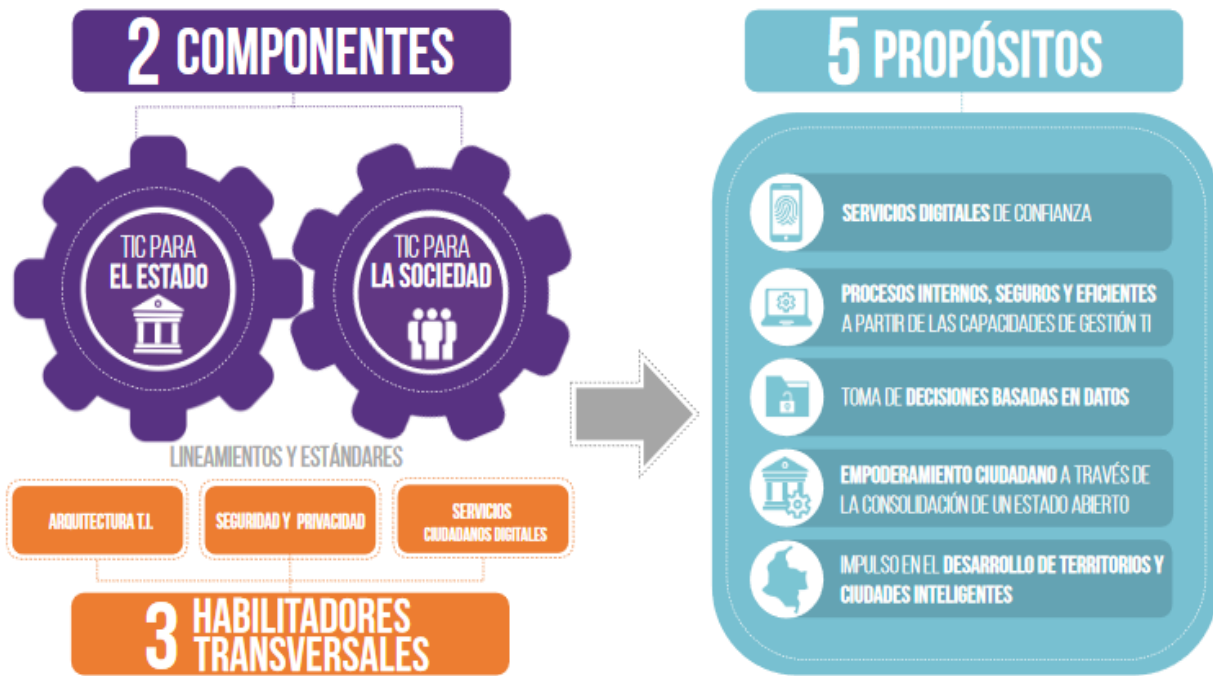 2 COMPONENTES
TIC PARA
EL ESTADO
TIC PARA
LA SOCIEDAD
LINEAMIENTOS Y ESTÁNDARES
ARQUITECTURA T.I.
SEGURIDAD Y PRIVACIDAD
SERVICIOS
CIUDADANOS DIGITALES
3 HABILITADORES
TRANSVERSALES
5 PROPÓSITOS
SERVICIOS DIGITALES DE CONFIANZA
PROCESOS INTERNOS, SEGUROS Y EFICIENTES
A PARTIR DE LAS CAPACIDADES DE GESTIÓN TI
TOMA DE DECISIONES BASADAS EN DATOS
EMPODERAMIENTO CIUDADANO A TRAVÉS DE
LA CONSOLIDACIÓN DE UN ESTADO ABIERTO
IMPULSO EN EL DESARROLLO DE TERRITORIOS Y
CIUDADES INTELIGENTES